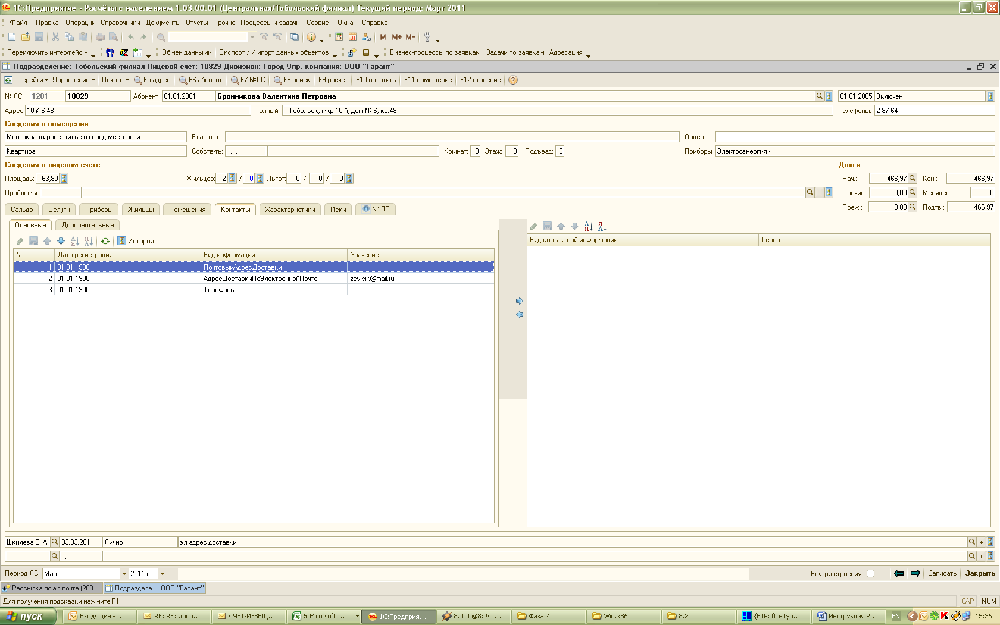 1С:Предприятие - Расчёты с населением 1.03.00.01 (Центральная/Тобольский филиал) Текущий период: Март 2011
Файл Правка Операции Справочники Документы Отчеты Прочие Процессы и задачи Сервис Окна Справка
M M+ M-
Переключить интерфейс Обмен данными Экспорт / Импорт данных объектов Бизнес-процессы по заявкам Задачи по заявкам Адресация
Подразделение: Тобольский филиал Лицевой счет: 10829 Дивизион: Город Упр. компания: ООО "Гарант"
Перейти Управление Печать F5-адрес F6-абонент F7-№ЛС F8-поиск F9-расчет F10-оплатить F11-помещение F12-строение
№ ЛС 1201 10829 Абонент 01.01.2001 Бронникова Валентина Петровна 01.01.2005 Включен
Адрес: 10-й-6-48 Полный: г Тобольск, мкр 10-й, дом № 6, кв.48 Телефоны: 2-87-64
Сведения о помещении
Многоквартирное жильё в город.местности Благ-тво: Ордер:
Квартира Собств-ть: . . Комнат: 3 Этаж: 0 Подъезд: 0 Приборы: Электроэнергия - 1;
Сведения о лицевом счете Долги
Площадь: 63,80 Жильцов: 2 / 0 Льгот: 0 / 0 / 0 Нач.: 466,97 Кон.: 466,97
Проблемы: . . + Прочие: 0,00 Месяцев: 0
Сальдо Услуги Приборы Жильцы Помещения Контакты Характеристики Иски № ЛС Преж.: 0,00 Подтв.: 466,97
Основные Дополнительные
История
Вид контактной информации Сезон
N Дата регистрации Вид информации Значение
1 01.01.1900 ПочтовыйАдресДоставки
2 01.01.1900 АдресДоставкиПоЭлектроннойПочте zev-sik@mail.ru
3 01.01.1900 Телефоны
Шкилева Е. А. 03.03.2011 Лично эл.адрес доставки +
. . +
Период ЛС: Март 2011 г. Внутри строения Записать Закрыть
Рассылка по эл.почте (200... Подразделе...: ООО "Гарант"
Для получения подсказки нажмите F1 CAP NUM
пуск Входящие - ... RE: RE: допо... СЧЕТ-ИЗВЕЩ... 5 Microsoft ... 1С:Предприя... 8. □0@8: !C:... Фаза 2 Win.x86 8.2 {FTP: ftp-Tyu... Инструкция Р... EN 15:36